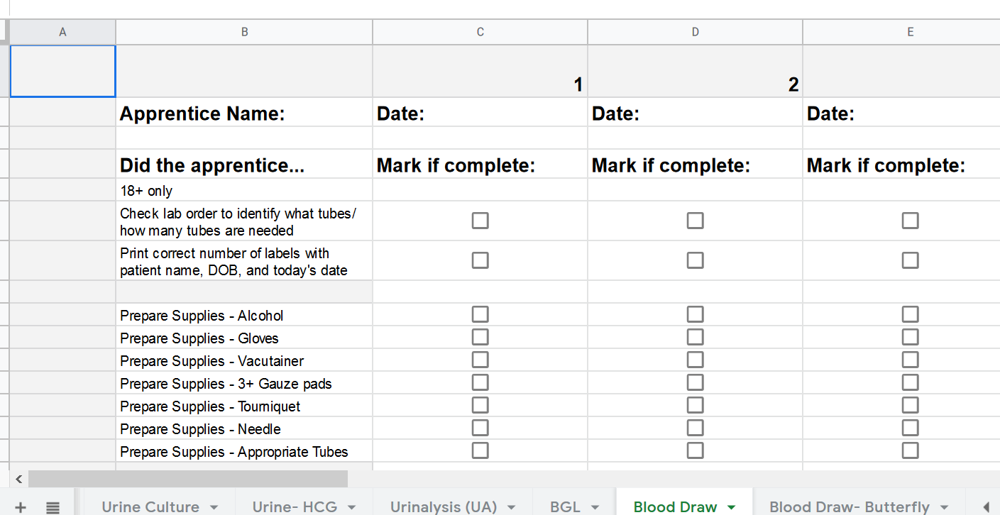 A B C D E
1 2
Apprentice Name: Date: Date: Date:
Did the apprentice... Mark if complete: Mark if complete: Mark if complete:
18+ only
Check lab order to identify what tubes/
how many tubes are needed
Print correct number of labels with
patient name, DOB, and today's date
Prepare Supplies - Alcohol
Prepare Supplies - Gloves
Prepare Supplies - Vacutainer
Prepare Supplies - 3+ Gauze pads
Prepare Supplies - Tourniquet
Prepare Supplies - Needle
Prepare Supplies - Appropriate Tubes
Urine Culture Urine- HCG Urinalysis (UA) BGL Blood Draw Blood Draw- Butterfly